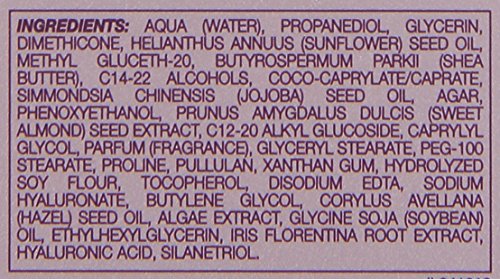 INGREDIENTS: AQUA (WATER), PROPANEDIOL, GLYCERIN,
DIMETHICONE, HELIANTHUS ANNUUS (SUNFLOWER) SEED OIL,
METHYL GLUCETH-20, BUTYROSPERMUM PARKII (SHEA
BUTTER), C14-22 ALCOHOLS, COCO-CAPRYLATE/CAPRATE,
SIMMONDSIA CHINENSIS (JOJOBA) SEED OIL, AGAR,
PHENOXYETHANOL, PRUNUS AMYGDALUS DULCIS (SWEET
ALMOND) SEED EXTRACT, C12-20 ALKYL GLUCOSIDE, CAPRYLYL
GLYCOL, PARFUM (FRAGRANCE), GLYCERYL STEARATE, PEG-100
STEARATE, PROLINE, PULLULAN, XANTHAN GUM, HYDROLYZED
SOY FLOUR, TOCOPHEROL, DISODIUM EDTA, SODIUM
HYALURONATE, BUTYLENE GLYCOL, CORYLUS AVELLANA
(HAZEL) SEED OIL, ALGAE EXTRACT, GLYCINE SOJA (SOYBEAN)
OIL, ETHYLHEXYLGLYCERIN, IRIS FLORENTINA ROOT EXTRACT,
HYALURONIC ACID, SILANETRIOL.